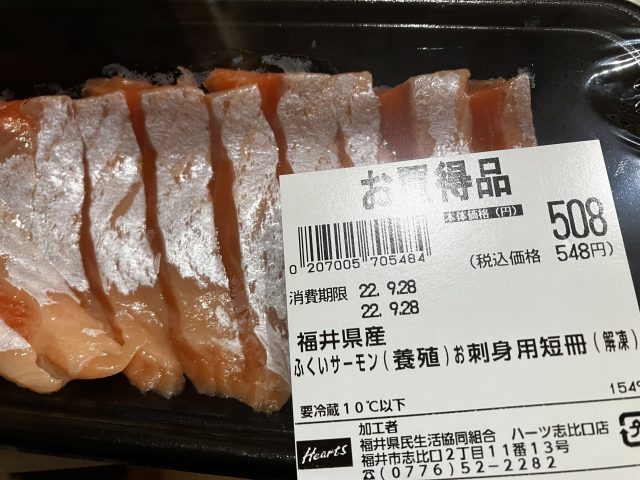 お買得品
本体価格(円) 508
(税込価格 548円)
0 207005 705484
消費期限 22. 9.28
22. 9.28
福井県産
ふくいサーモン(養殖)お刺身用短冊(解凍)
1549
要冷蔵10℃以下
加工者
Hearts 福井県民生活協同組合 ハーツ志比口店
福井市志比口2丁目11番13号
℡(0776)52-2282